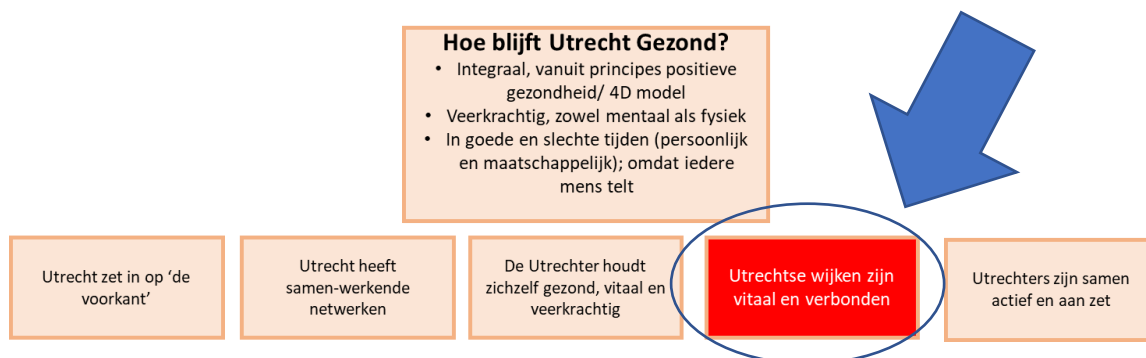 Hoe blijft Utrecht Gezond?
• Integraal, vanuit principes positieve
gezondheid/ 4D model
• Veerkrachtig, zowel mentaal als fysiek
• In goede en slechte tijden (persoonlijk
en maatschappelijk); omdat iedere
mens telt
Utrecht zet in op ‘de
voorkant’
Utrecht heeft
samen-werkende
netwerken
De Utrechter houdt
zichzelf gezond, vitaal en
veerkrachtig
Utrechtse wijken zijn
vitaal en verbonden
Utrechters zijn samen
actief en aan zet